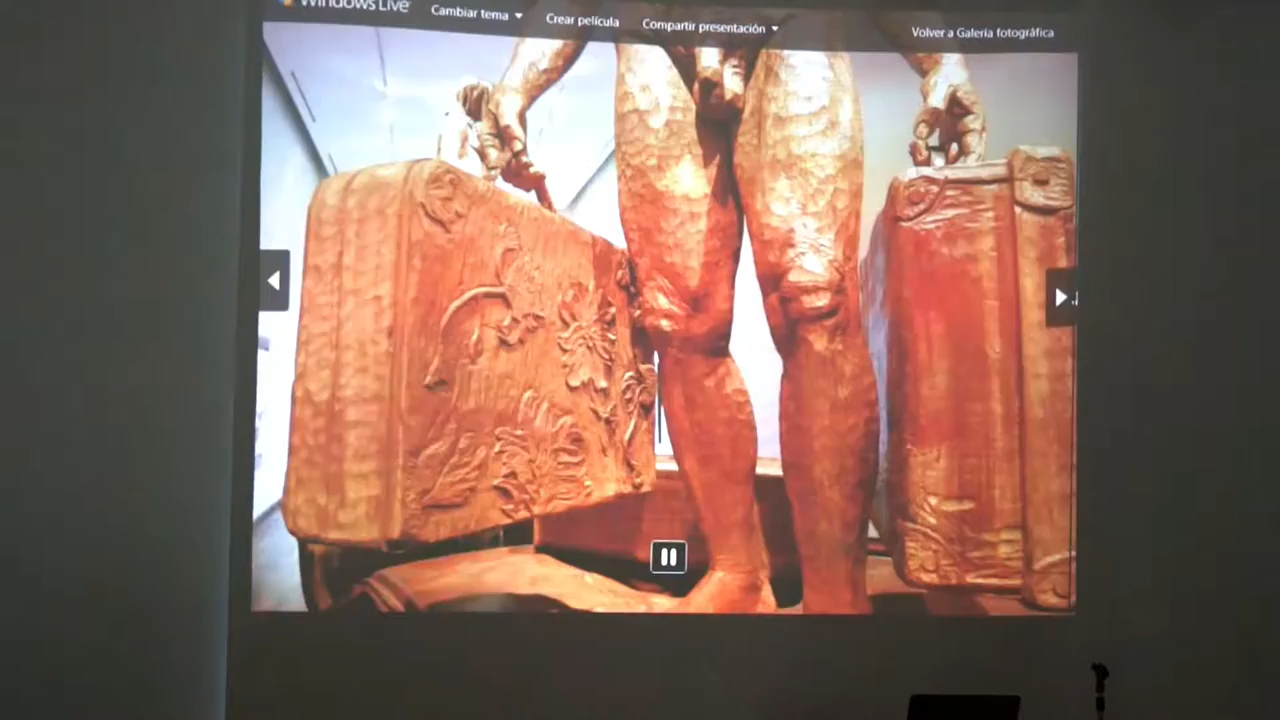 Windows Live
Cambiar tema
Crear película
Compartir presentación
Volver a Galería fotográfica